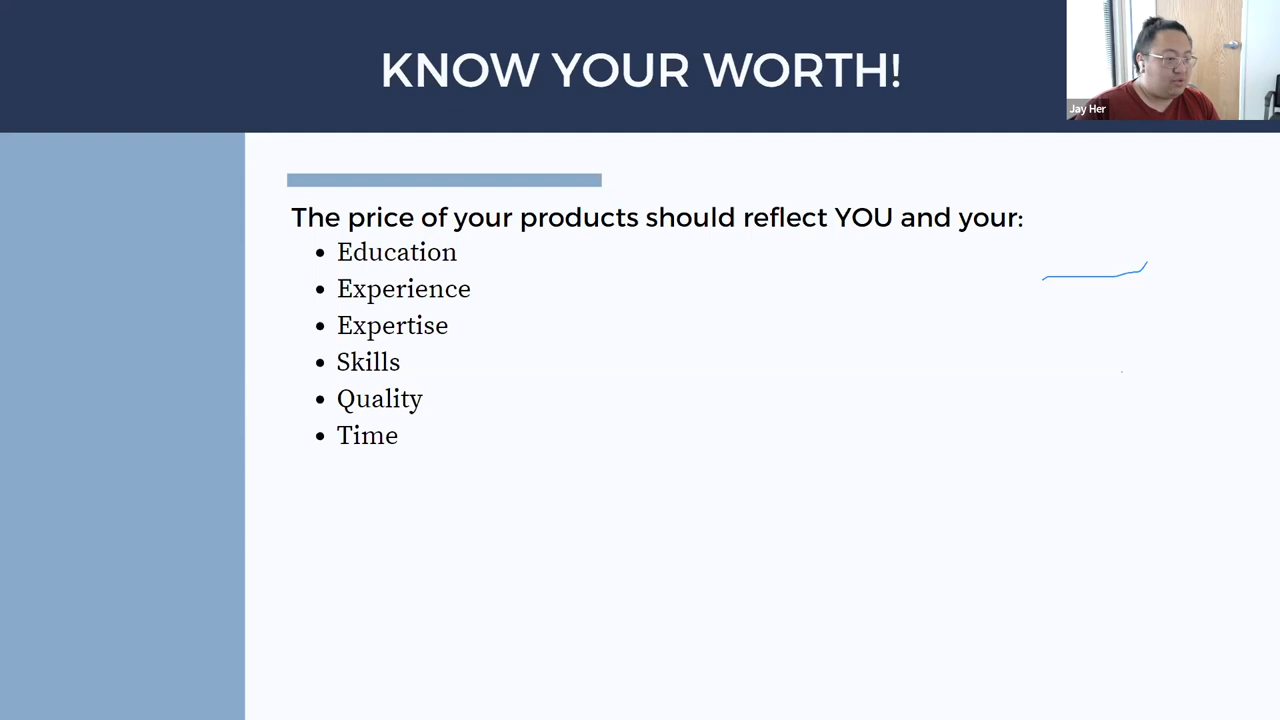 KNOW YOUR WORTH!
Jay Her
The price of your products should reflect YOU and your:
• Education
• Experience
• Expertise
• Skills
• Quality
• Time